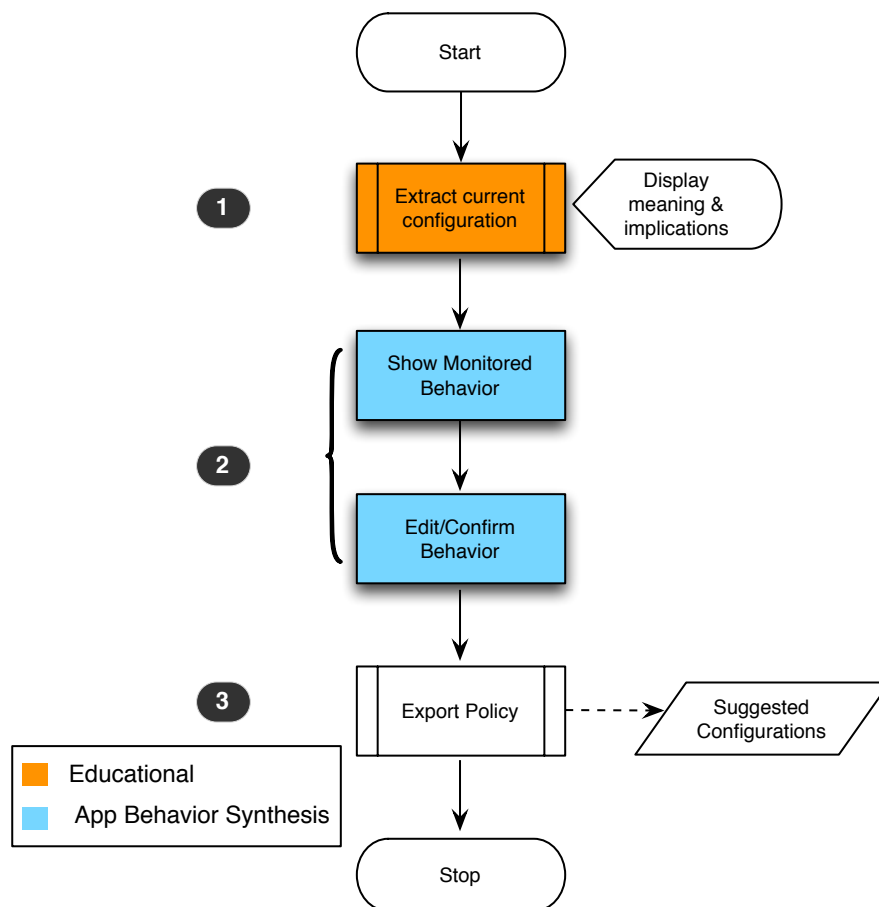 Start
1
Extract current
configuration
Display
meaning &
implications
Show Monitored
Behavior
2
Edit/Confirm
Behavior
3
Export Policy
Suggested
Configurations
Educational
App Behavior Synthesis
Stop